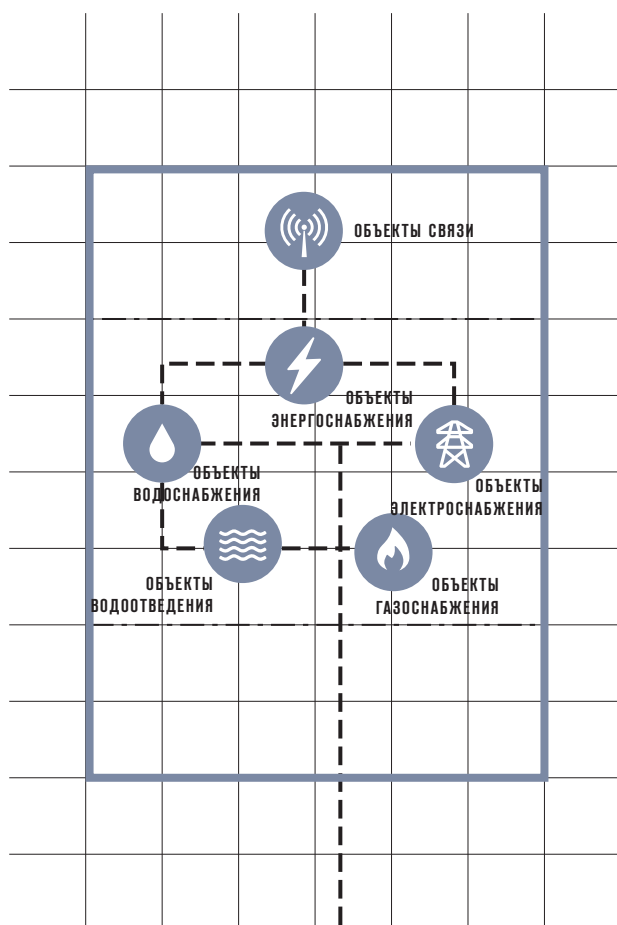 ОБЪЕКТЫ СВЯЗИ
ОБЪЕКТЫ
ЭНЕРГОСНАБЖЕНИЯ
ОБЪЕКТЫ
ВОДОСНАБЖЕНИЯ
ОБЪЕКТЫ
ЭЛЕКТРОСНАБЖЕНИЯ
ОБЪЕКТЫ
ВОДООТВЕДЕНИЯ
ОБЪЕКТЫ
ГАЗОСНАБЖЕНИЯ